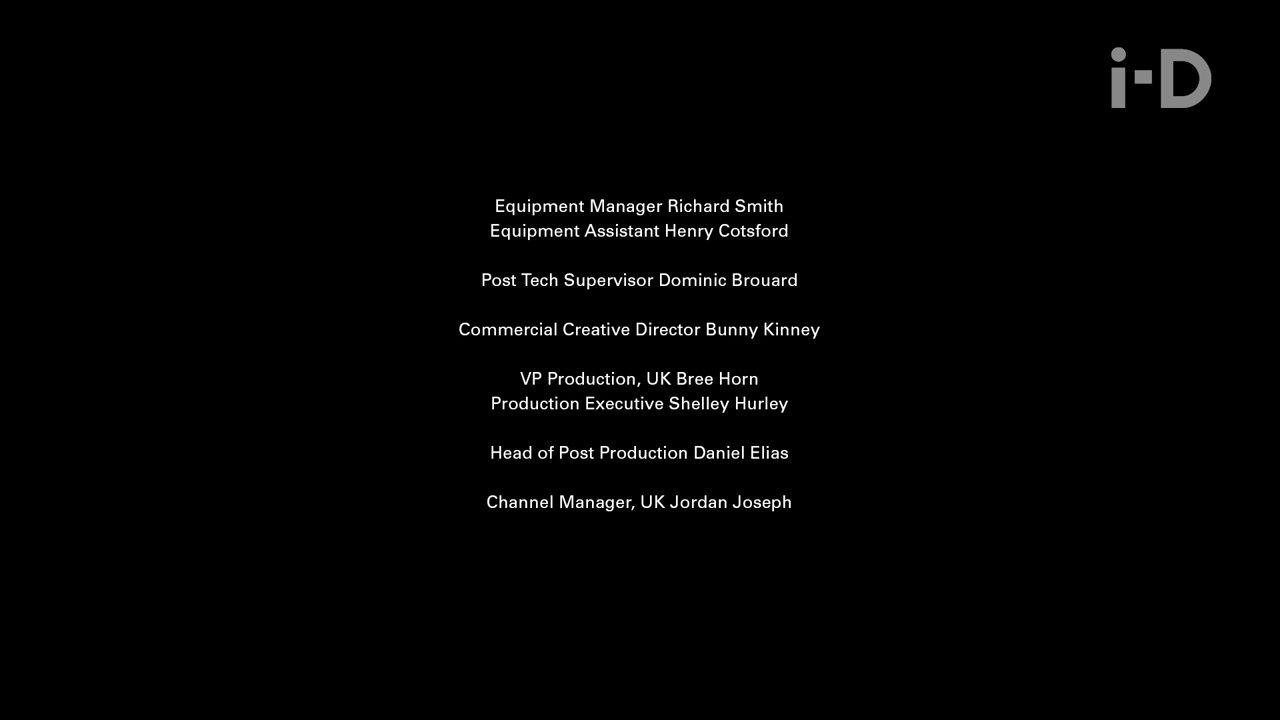 i-D
Equipment Manager Richard Smith
Equipment Assistant Henry Cotsford
Post Tech Supervisor Dominic Brouard
Commercial Creative Director Bunny Kinney
VP Production, UK Bree Horn
Production Executive Shelley Hurley
Head of Post Production Daniel Elias
Channel Manager, UK Jordan Joseph